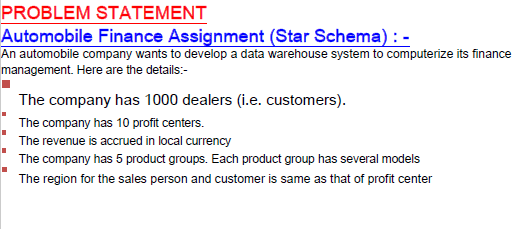 PROBLEM STATEMENT
Automobile Finance Assignment (Star Schema) : -
An automobile company wants to develop a data warehouse system to computerize its finance
management. Here are the details:-
The company has 1000 dealers (i.e. customers).
The company has 10 profit centers.
The revenue is accrued in local currency
The company has 5 product groups. Each product group has several models
The region for the sales person and customer is same as that of profit center